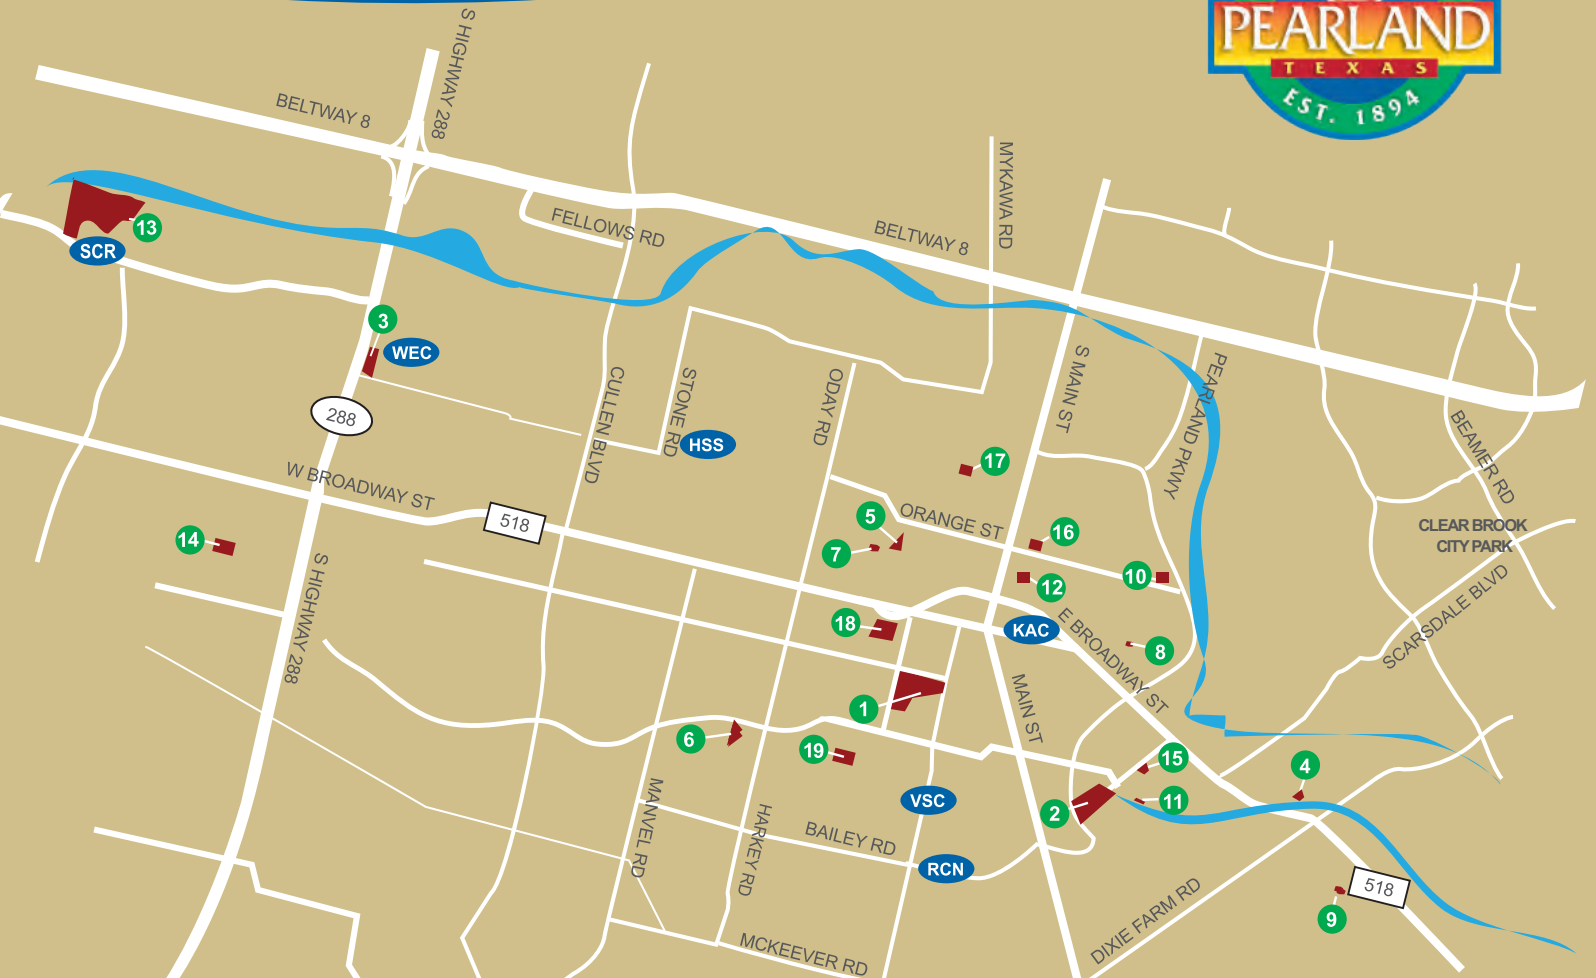 PEARLAND
TEXAS
EST. 1894
S HIGHWAY 288
BELTWAY 8
MYKAWA RD
FELLOWS RD
BELTWAY 8
13
SCR
3
WEC
288
CULLEN BLVD
STONE RD
ODAY RD
S MAIN ST
PEARLAND PKWY
HSS
BEAMER RD
17
W BROADWAY ST
518
ORANGE ST
5
16
CLEAR BROOK
CITY PARK
14
7
10
12
SCARSDALE BLVD
S HIGHWAY 288
18
KAC
E BROADWAY ST
8
1
MAIN ST
6
19
15
4
VSC
2
11
MANVEL RD
HARKEY RD
BAILEY RD
RCN
518
9
DIXIE FARM RD
MCKEEVER RD